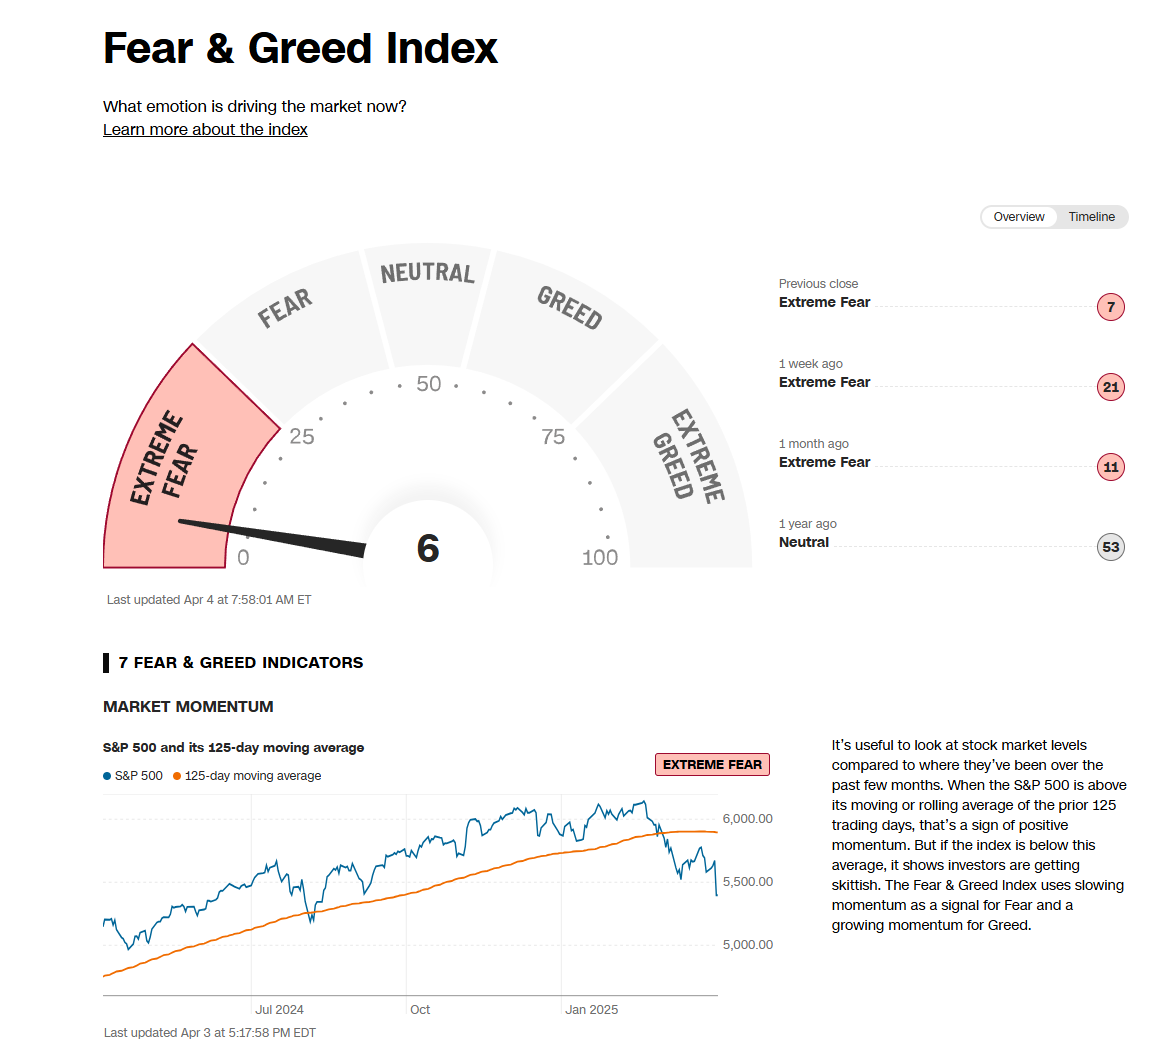 Fear & Greed Index
What emotion is driving the market now?
Learn more about the index
Overview Timeline
EXTREME
FEAR
FEAR
NEUTRAL
GREED
EXTREME
GREED
0
25
50
75
100
6
Last updated Apr 4 at 7:58:01 AM ET
Previous close
Extreme Fear 7
1 week ago
Extreme Fear 21
1 month ago
Extreme Fear 11
1 year ago
Neutral 53
7 FEAR & GREED INDICATORS
MARKET MOMENTUM
S&P 500 and its 125-day moving average
S&P 500 125-day moving average
EXTREME FEAR
6,000.00
5,500.00
5,000.00
Jul 2024 Oct Jan 2025
Last updated Apr 3 at 5:17:58 PM EDT
It’s useful to look at stock market levels
compared to where they’ve been over the
past few months. When the S&P 500 is above
its moving or rolling average of the prior 125
trading days, that’s a sign of positive
momentum. But if the index is below this
average, it shows investors are getting
skittish. The Fear & Greed Index uses slowing
momentum as a signal for Fear and a
growing momentum for Greed.